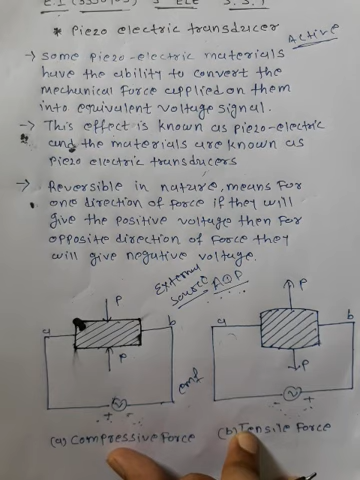 * Piezo electric transducer
Active
→ Some Piezo-electric materials
have the ability to convert the
mechanical Force applied on them
into equivalent voltage signal.
→ This effect is known as Piezo-electric
and the materials are known as
Piezo electric transducers
→ Reversible in nature, means For
one direction of Force if they will
give the positive voltage then For
opposite direction of Force they
will give negative voltage.
External
Source
P
P
a
b
P
P
a
b
emf
+
+
(a) Compressive Force
(b) Tensile Force